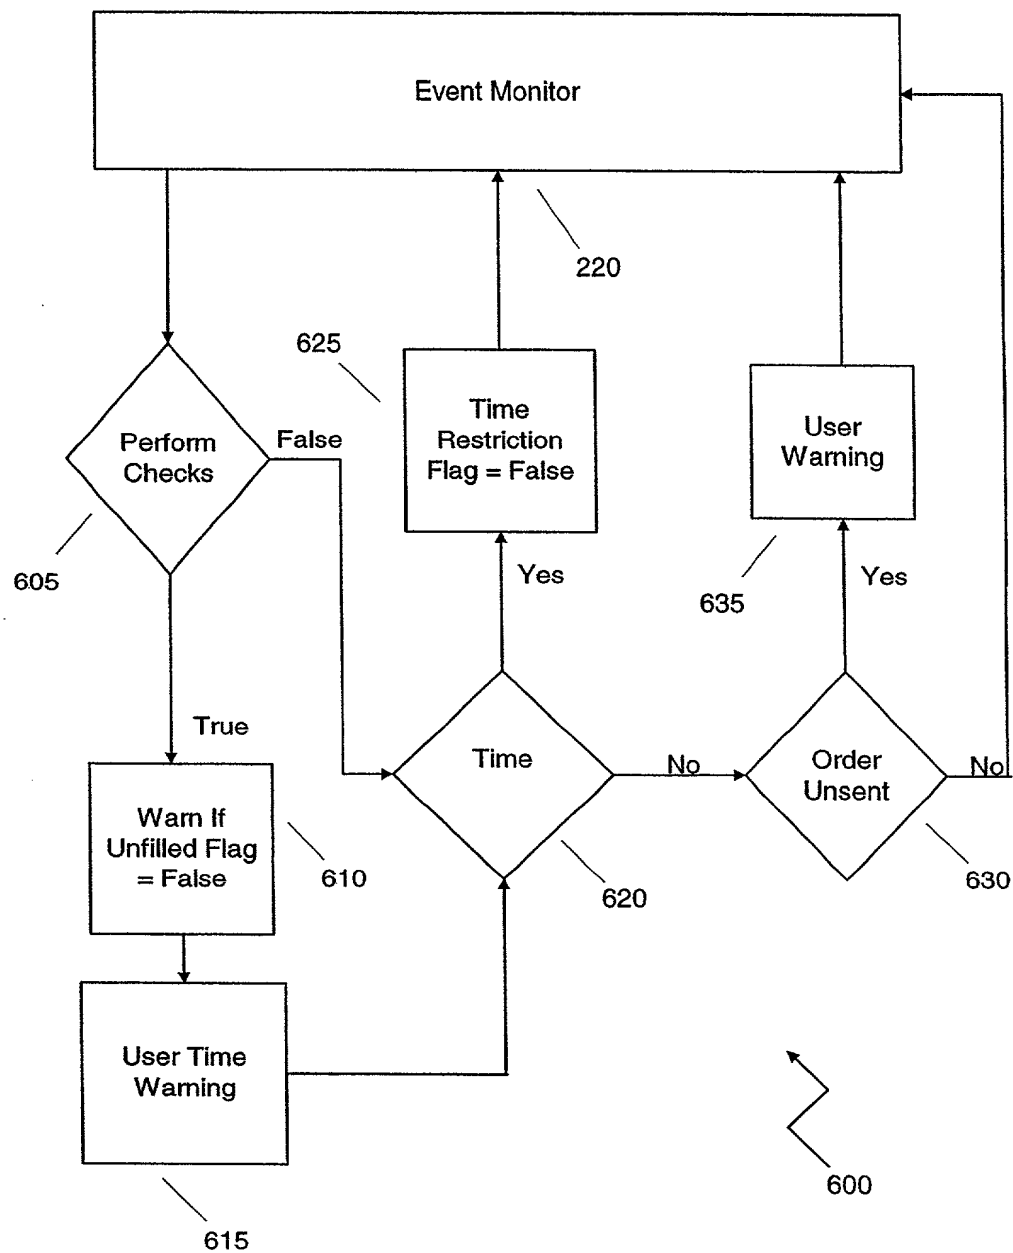 Event Monitor
220
625
Time
Restriction
Flag = False
User
Warning
Perform
Checks
False
605
Yes
635
Yes
True
Time
No
Order
Unsent
No
Warn If
Unfilled Flag
= False
610
620
630
User Time
Warning
600
615